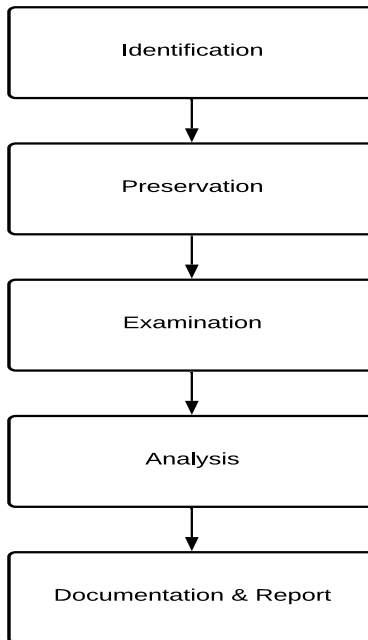 Identification
Preservation
Examination
Analysis
Documentation & Report